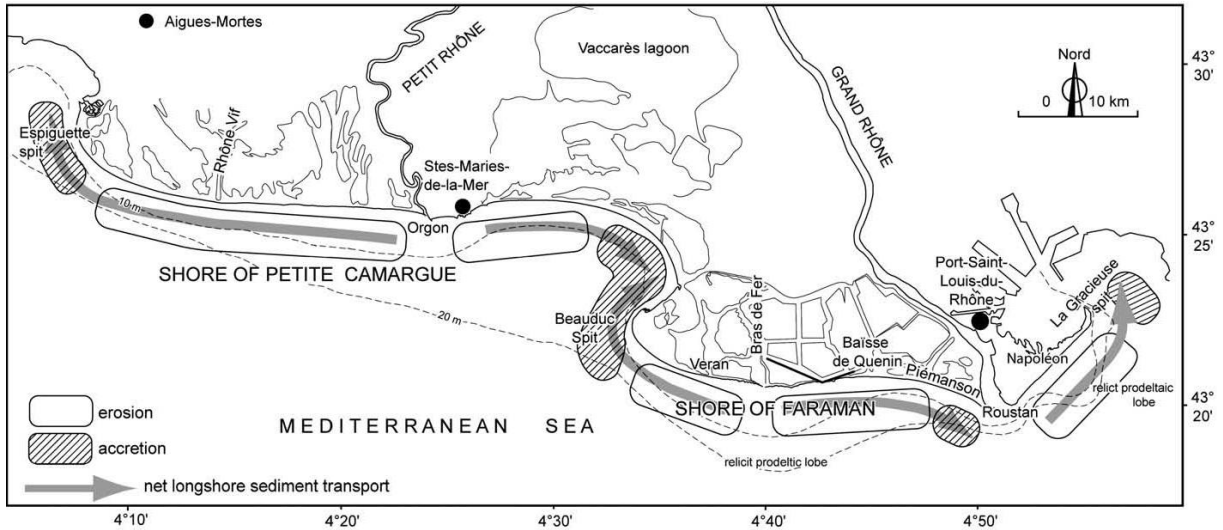 Aigues-Mortes
PETIT RHÔNE
Vaccarès lagoon
GRAND RHÔNE
Nord
0 10 km
43°
30'
Espiguette
spit
Rhône Vif
Stes-Maries-
de-la-Mer
10 m
Orgon
43°
25'
SHORE OF PETITE CAMARGUE
20 m
Beauduc
Spit
Bras de Fer
Port-Saint-
Louis-du-
Rhône
La Gracieuse
spit
Veran
Baïsse
de Quenin
Piémanson
Napoléon
SHORE OF FARAMAN
Roustan
relict prodeltaic
lobe
43°
20'
MEDITERRANEAN SEA
relicit prodeltic lobe
erosion
accretion
net longshore sediment transport
4°10' 4°20' 4°30' 4°40' 4°50'